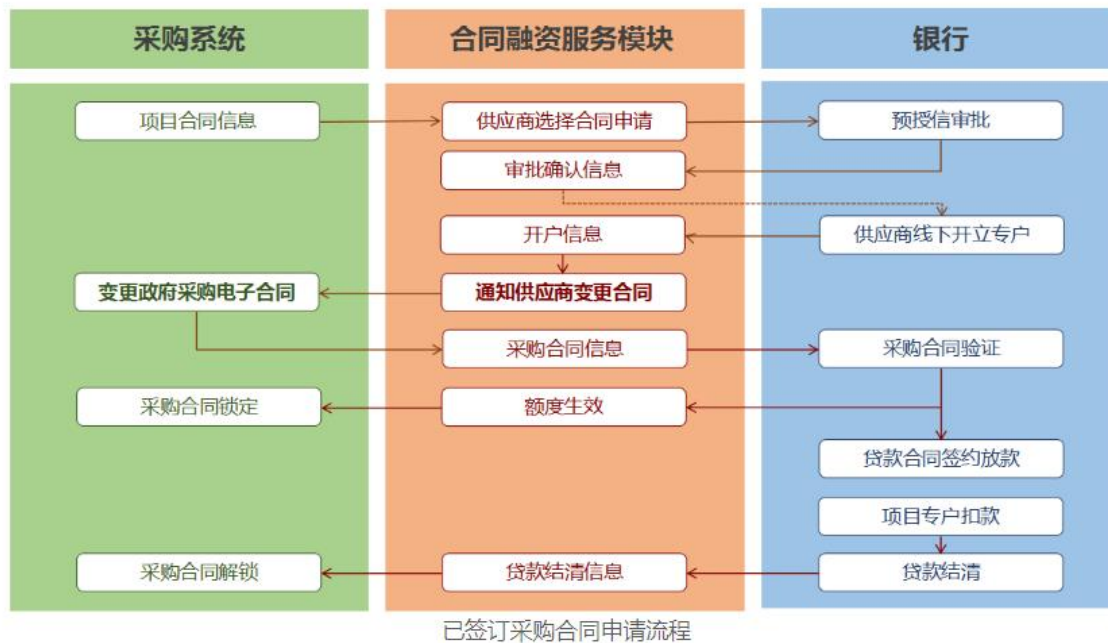 采购系统
合同融资服务模块
银行
项目合同信息
供应商选择合同申请
预授信审批
审批确认信息
开户信息
供应商线下开立专户
变更政府采购电子合同
通知供应商变更合同
采购合同信息
采购合同验证
采购合同锁定
额度生效
贷款合同签约放款
项目专户扣款
采购合同解锁
贷款结清信息
贷款结清
已签订采购合同申请流程